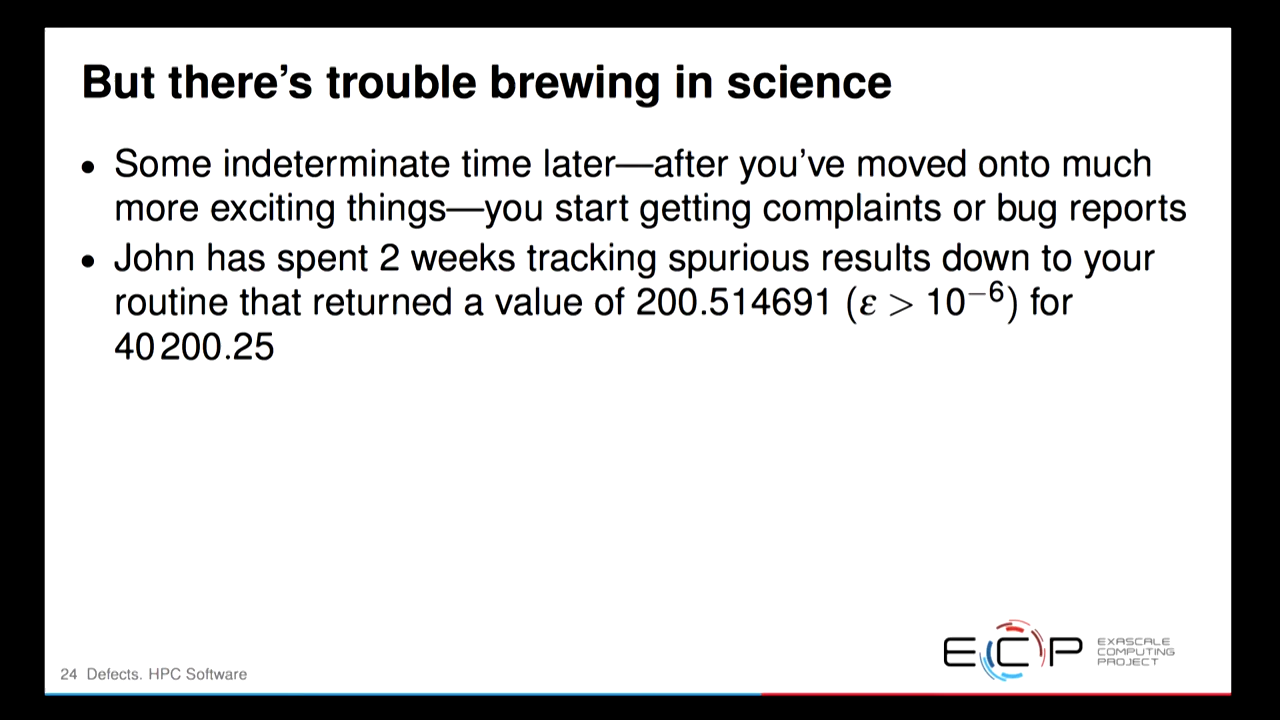 But there's trouble brewing in science
• Some indeterminate time later—after you've moved onto much
more exciting things—you start getting complaints or bug reports
• John has spent 2 weeks tracking spurious results down to your
routine that returned a value of 200.514691 (ε > 10⁻⁶) for
40 200.25
ECP
EXASCALE
COMPUTING
PROJECT
24 Defects. HPC Software